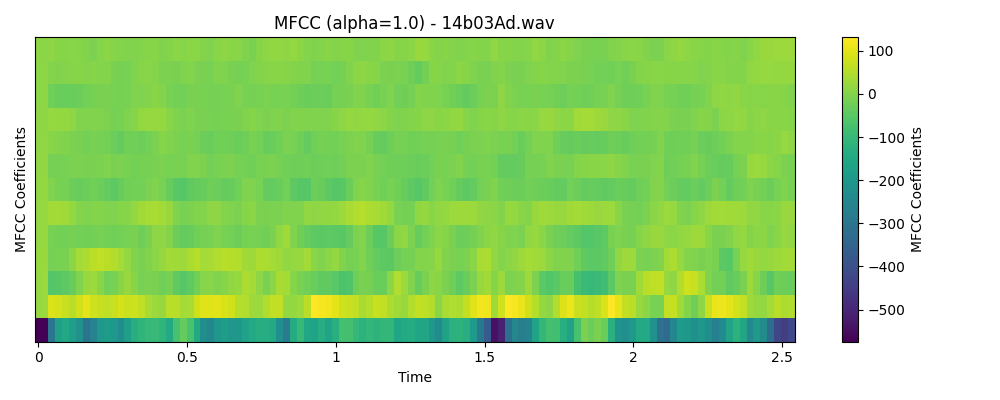 MFCC (alpha=1.0) - 14b03Ad.wav
MFCC Coefficients
0 0.5 1 1.5 2 2.5
Time
100
0
−100
−200
−300
−400
−500
MFCC Coefficients